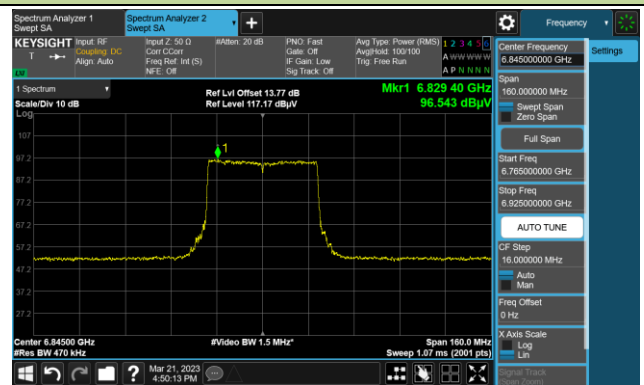 Spectrum Analyzer 1
Swept SA
Spectrum Analyzer 2
Swept SA
Frequency
KEYSIGHT
T
LXI
Input: RF
Coupling: DC
Align: Auto
Input Z: 50 Ω
Corr CCorr
Freq Ref: Int (S)
NFE: Off
#Atten: 20 dB
PNO: Fast
Gate: Off
IF Gain: Low
Sig Track: Off
Avg Type: Power (RMS)
Avg|Hold: 100/100
Trig: Free Run
1 2 3 4 5 6
A W W W W W
A P N N N N
1 Spectrum
Scale/Div 10 dB
Log
Ref Lvl Offset 13.77 dB
Ref Level 117.17 dBµV
Mkr1 6.829 40 GHz
96.543 dBµV
1
107
97.2
87.2
77.2
67.2
57.2
47.2
37.2
27.2
Center 6.84500 GHz
#Res BW 470 kHz
#Video BW 1.5 MHz*
Span 160.0 MHz
Sweep 1.07 ms (2001 pts)
Center Frequency
6.845000000 GHz
Settings
Span
160.000000 MHz
Swept Span
Zero Span
Full Span
Start Freq
6.765000000 GHz
Stop Freq
6.925000000 GHz
AUTO TUNE
CF Step
16.000000 MHz
Auto
Man
Freq Offset
0 Hz
X Axis Scale
Log
Lin
Signal Track
(Span Zoom)
?
Mar 21, 2023
4:50:13 PM